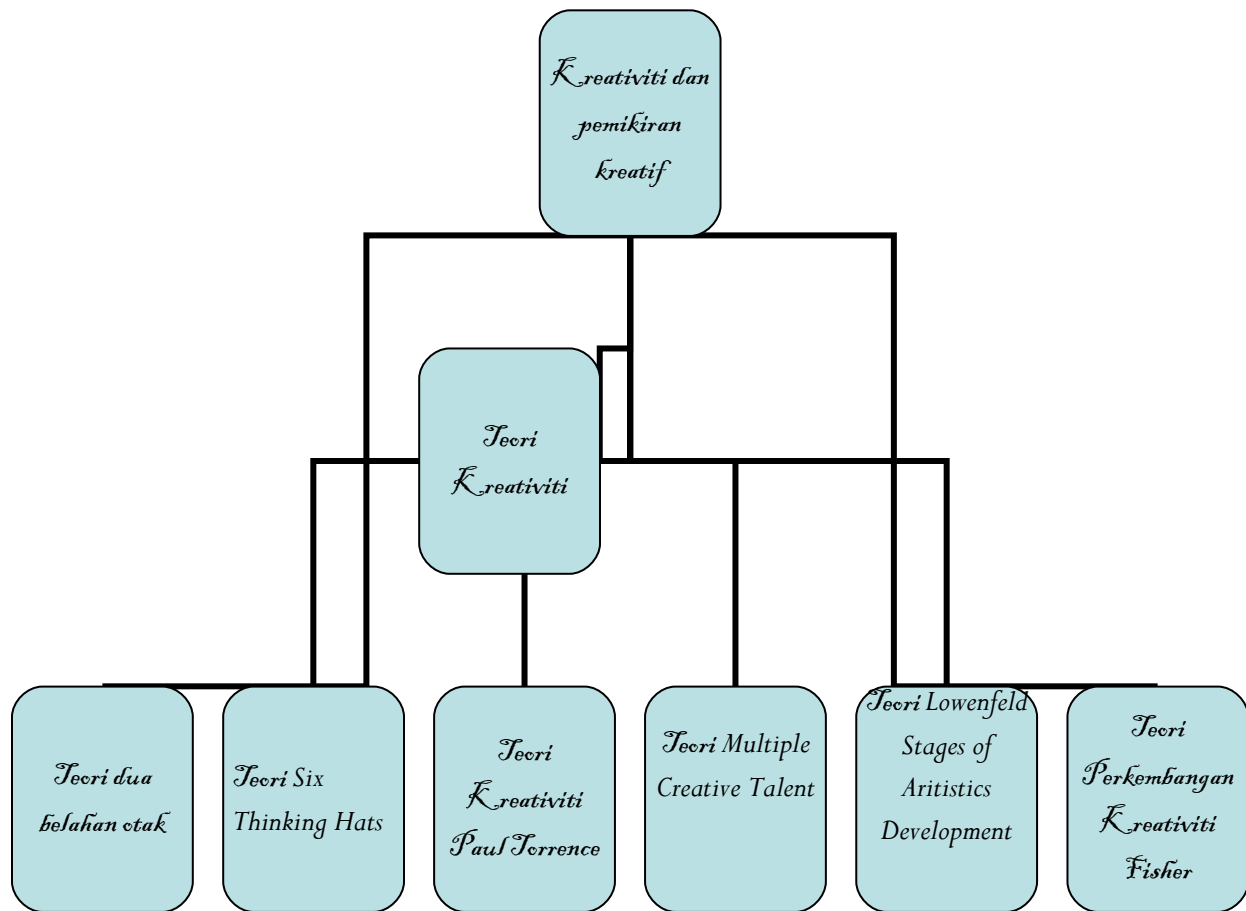 Kreativiti dan
pemikiran
kreatif
Teori
Kreativiti
Teori dua
belahan otak
Teori Six
Thinking Hats
Teori
Kreativiti
Paul Torrence
Teori Multiple
Creative Talent
Teori Lowenfeld
Stages of
Aritistics
Development
Teori
Perkembangan
Kreativiti
Fisher